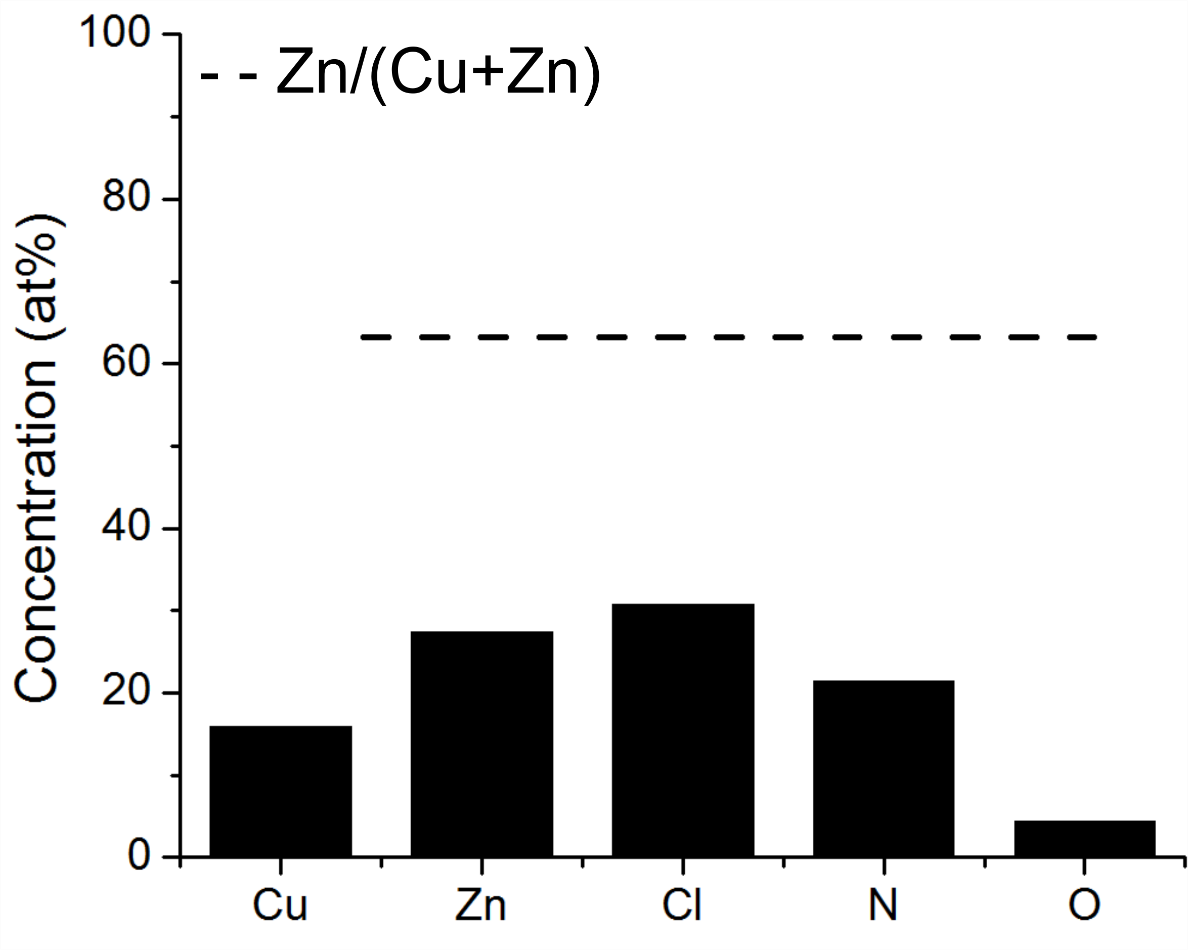 100
- - Zn/(Cu+Zn)
80
60
40
20
0
Concentration (at%)
Cu Zn Cl N O